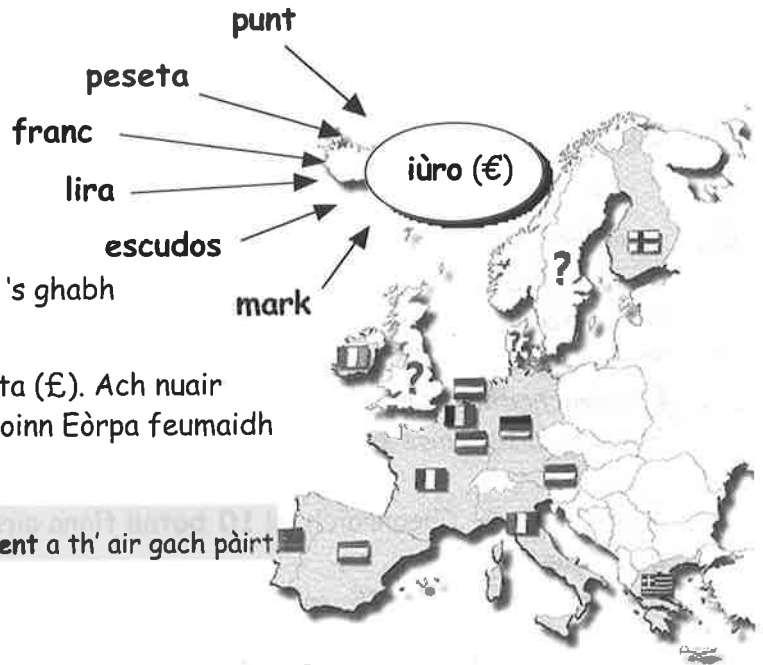 punt
peseta
franc
iùro (€)
lira
escudos
's ghabh
mark
?
?
?
ta (£). Ach nuair
oinn Eòrpa feumaidh
ent a th' air gach pàirt